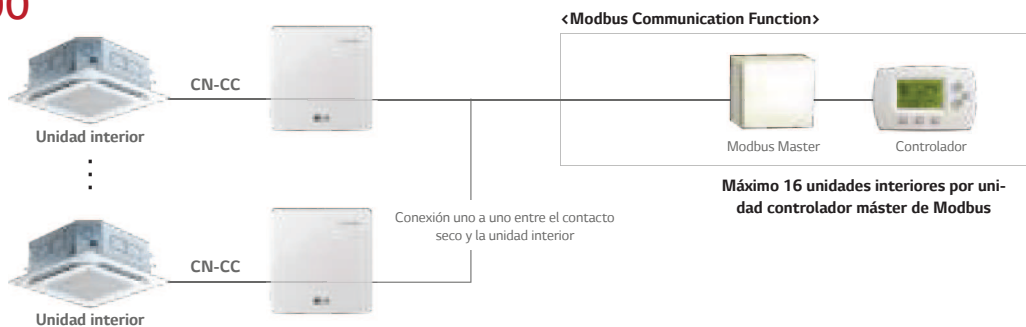 00
<Modbus Communication Function>
CN-CC
Unidad interior
Modbus Master
Controlador
Máximo 16 unidades interiores por uni-
dad controlador máster de Modbus
Conexión uno a uno entre el contacto
seco y la unidad interior
CN-CC
Unidad interior